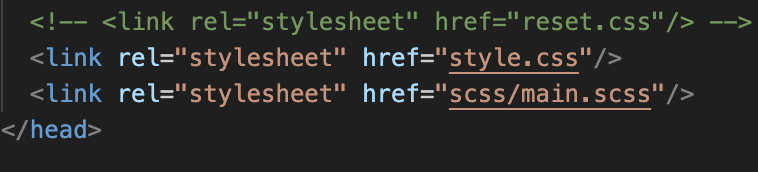 <!-- <link rel="stylesheet" href="reset.css"/> -->
<link rel="stylesheet" href="style.css"/>
<link rel="stylesheet" href="scss/main.scss"/>
</head>